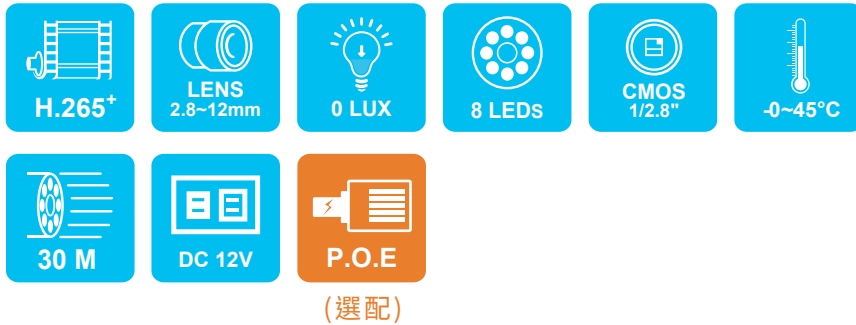 H.265+
LENS
2.8~12mm
0 LUX
8 LEDs
CMOS
1/2.8"
-0~45°C
30 M
DC 12V
P.O.E
(選配)